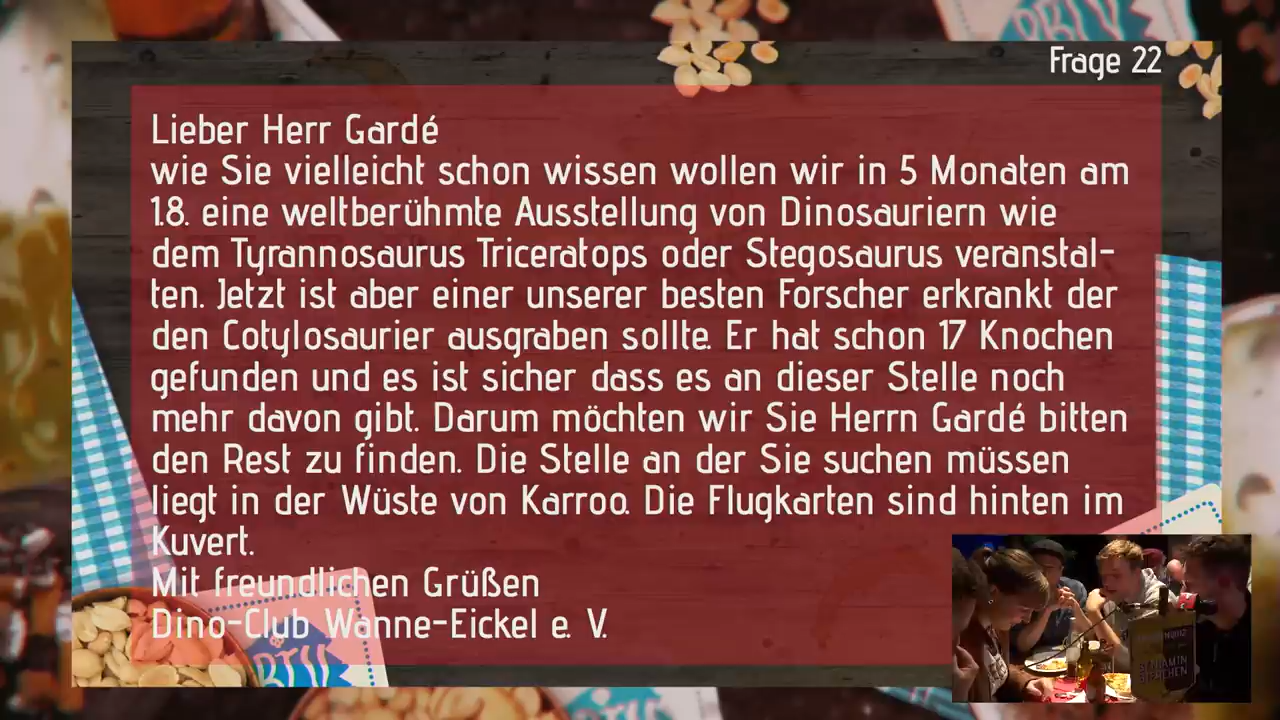 Frage 22
Lieber Herr Gardé
wie Sie vielleicht schon wissen wollen wir in 5 Monaten am
1.8. eine weltberühmte Ausstellung von Dinosauriern wie
dem Tyrannosaurus Triceratops oder Stegosaurus veranstal-
ten. Jetzt ist aber einer unserer besten Forscher erkrankt der
den Cotylosaurier ausgraben sollte. Er hat schon 17 Knochen
gefunden und es ist sicher dass es an dieser Stelle noch
mehr davon gibt. Darum möchten wir Sie Herrn Gardé bitten
den Rest zu finden. Die Stelle an der Sie suchen müssen
liegt in der Wüste von Karroo. Die Flugkarten sind hinten im
Kuvert.
Mit freundlichen Grüßen
Dino-Club Wanne-Eickel e. V.
BENJAMIN